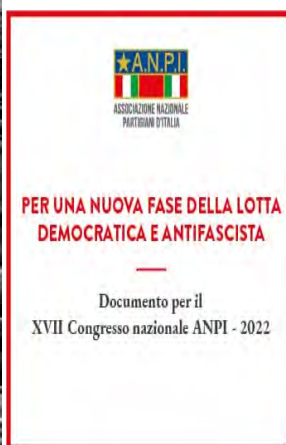 ★A.N.P.I.
ASSOCIAZIONE NAZIONALE
PARTIGIANI D'ITALIA
PER UNA NUOVA FASE DELLA LOTTA
DEMOCRATICA E ANTIFASCISTA
Documento per il
XVII Congresso nazionale ANPI - 2022